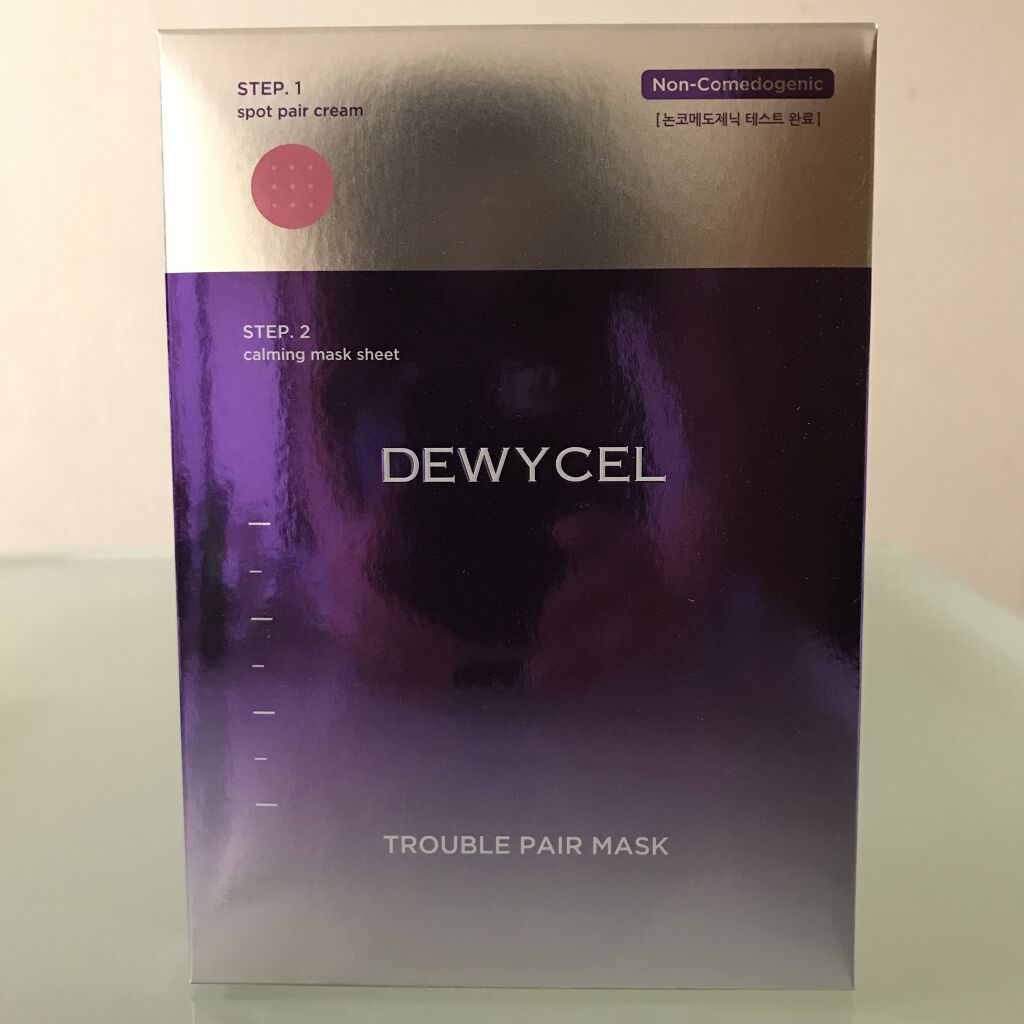 STEP. 1
spot pair cream
Non-Comedogenic
[논코메도제닉 테스트 완료]
STEP. 2
calming mask sheet
DEWYCEL
TROUBLE PAIR MASK